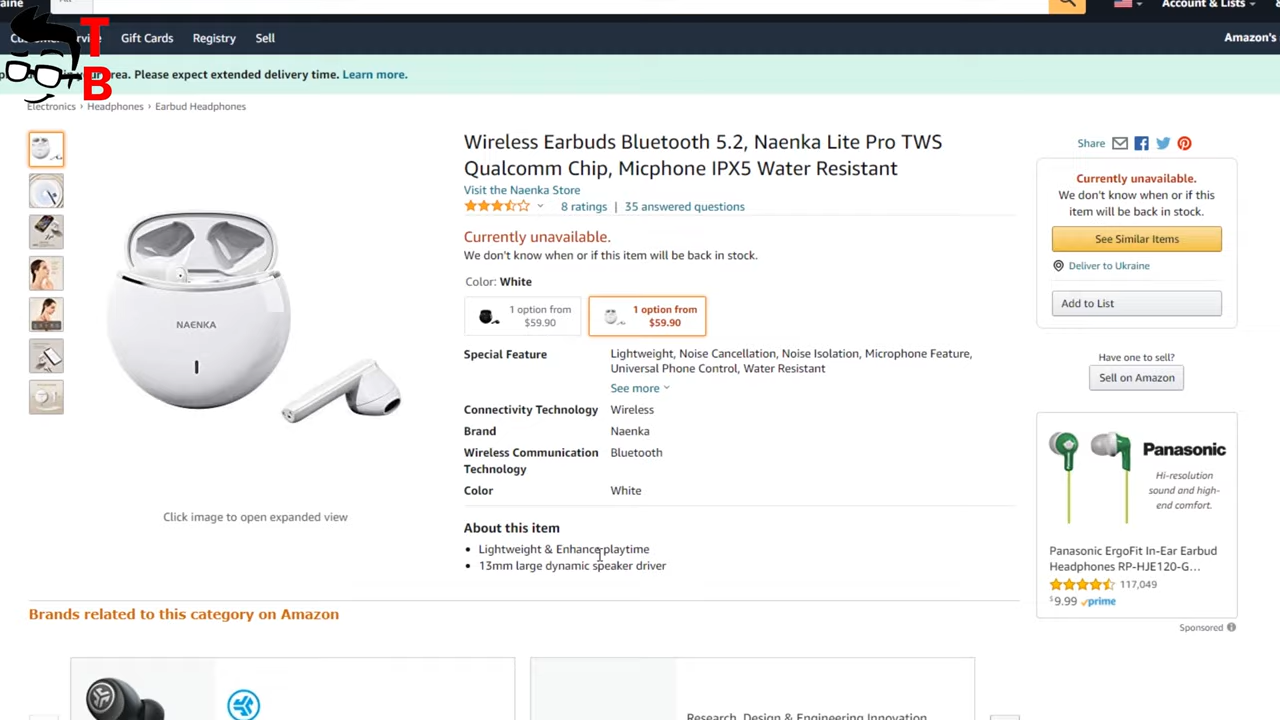 aine
All
Account & Lists
&
T
B
Gift Cards
Registry
Sell
Amazon's
area. Please expect extended delivery time. Learn more.
Electronics › Headphones › Earbud Headphones
Wireless Earbuds Bluetooth 5.2, Naenka Lite Pro TWS
Qualcomm Chip, Micphone IPX5 Water Resistant
Visit the Naenka Store
8 ratings | 35 answered questions
Currently unavailable.
We don't know when or if this item will be back in stock.
Color: White
1 option from
$59.90
1 option from
$59.90
NAENKA
Special Feature
Lightweight, Noise Cancellation, Noise Isolation, Microphone Feature,
Universal Phone Control, Water Resistant
See more
Connectivity Technology Wireless
Brand Naenka
Wireless Communication Bluetooth
Technology
Color White
Click image to open expanded view
About this item
• Lightweight & Enhance playtime
• 13mm large dynamic speaker driver
Share
Currently unavailable.
We don't know when or if this
item will be back in stock.
See Similar Items
Deliver to Ukraine
Add to List
Have one to sell?
Sell on Amazon
Panasonic
Hi-resolution
sound and high-
end comfort.
Panasonic ErgoFit In-Ear Earbud
Headphones RP-HJE120-G…
117,049
$9.99 prime
Sponsored
Brands related to this category on Amazon
Research, Design & Engineering Innovation